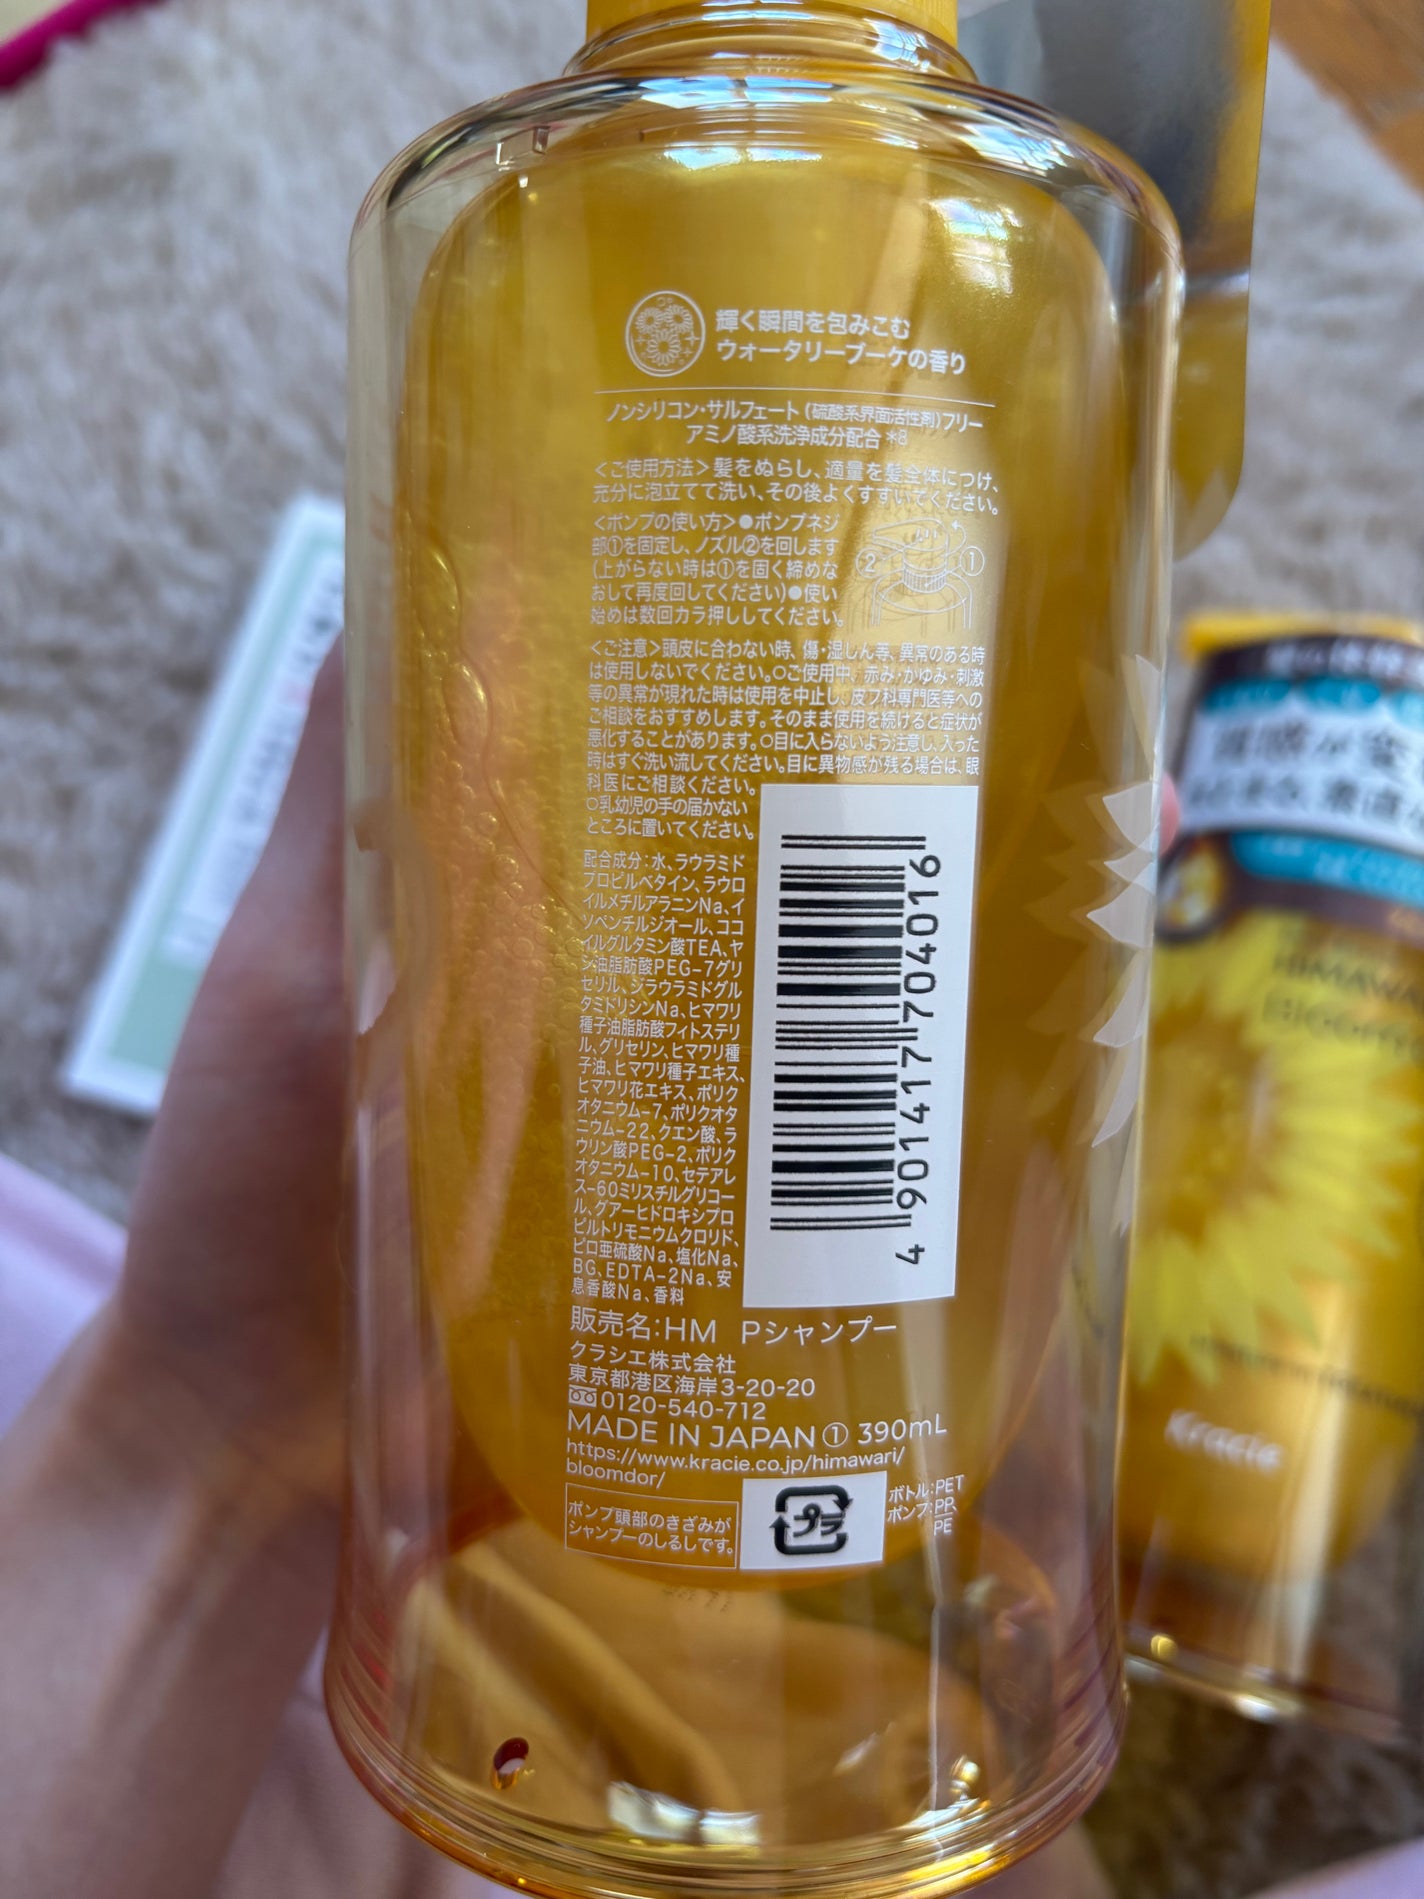 輝く瞬間を包みこむ
ウォータリーブーケの香り
ノンシリコン・サルフェート(硫酸系界面活性剤)フリー
アミノ酸系洗浄成分配合*8
<ご使用方法>髪をぬらし、適量を髪全体につけ、
充分に泡立てて洗い、その後よくすすいでください。
<ポンプの使い方>●ポンプネジ
部①を固定し、ノズル②を回します
(上がらない時は①を固く締めな
おして再度回してください)●使い
始めは数回カラ押ししてください。
② ①
<ご注意>頭皮に合わない時、傷・湿しん等、異常のある時
は使用しないでください。○ご使用中、赤み・かゆみ・刺激
等の異常が現れた時は使用を中止し、皮フ科専門医等への
ご相談をおすすめします。そのまま使用を続けると症状が
悪化することがあります。○目に入らないよう注意し、入った
時はすぐ洗い流してください。目に異物感が残る場合は、眼
科医にご相談ください。
○乳幼児の手の届かない
ところに置いてください。
配合成分:水、ラウラミド
プロピルベタイン、ラウロ
イルメチルアラニンNa、イ
ソペンチルジオール、ココ
イルグルタミン酸TEA、ヤ
シ油脂肪酸PEG-7グリ
セリル、ジラウラミドグル
タミドリシンNa、ヒマワリ
種子油脂肪酸フィトステリ
ル、グリセリン、ヒマワリ種
子油、ヒマワリ種子エキス、
ヒマワリ花エキス、ポリク
オタニウム-7、ポリクオタ
ニウム-22、クエン酸、ラ
ウリン酸PEG-2、ポリク
オタニウム-10、セテアレ
ス-60ミリスチルグリコー
ル、グアーヒドロキシプロ
ピルトリモニウムクロリド、
ピロ亜硫酸Na、塩化Na、
BG、EDTA-2Na、安
息香酸Na、香料
4 901417 704016
販売名:HM Pシャンプー
クラシエ株式会社
東京都港区海岸3-20-20
0120-540-712
MADE IN JAPAN ① 390mL
https://www.kracie.co.jp/himawari/
bloomdor/
ポンプ頭部のきざみが
シャンプーのしるしです。
プラ
ボトル:PET
ポンプ:PP、
PE
Kracie